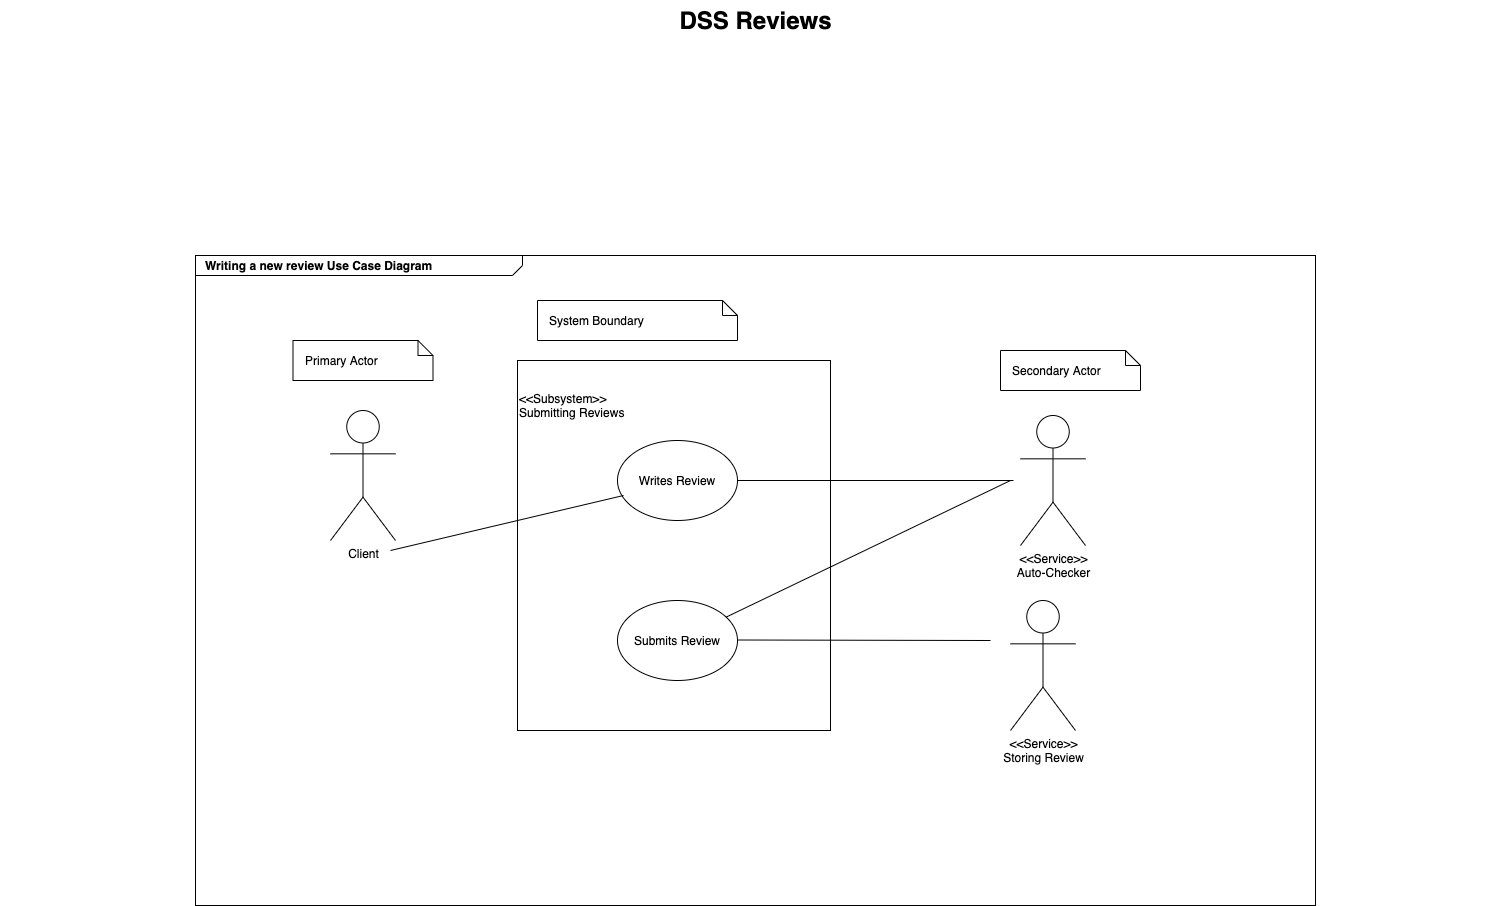 DSS Reviews
Writing a new review Use Case Diagram
System Boundary
Primary Actor
Secondary Actor
<<Subsystem>>
Submitting Reviews
Writes Review
Client
<<Service>>
Auto-Checker
Submits Review
<<Service>>
Storing Review